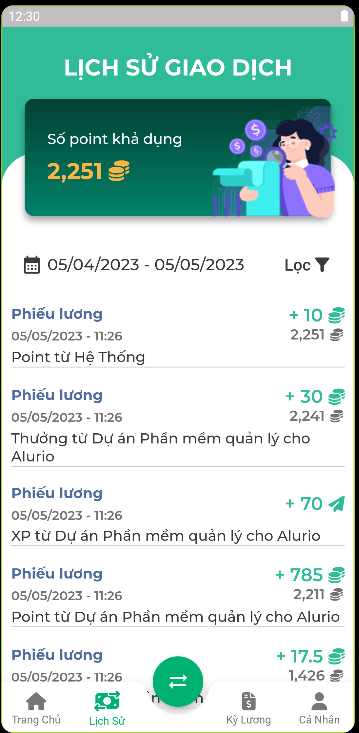 12:30
LỊCH SỬ GIAO DỊCH
Số point khả dụng
2,251
05/04/2023 - 05/05/2023 Lọc
Phiếu lương + 10
05/05/2023 - 11:26 2,251
Point từ Hệ Thống
Phiếu lương + 30
05/05/2023 - 11:26 2,241
Thưởng từ Dự án Phần mềm quản lý cho
Alurio
Phiếu lương
05/05/2023 - 11:26 + 70
XP từ Dự án Phần mềm quản lý cho Alurio
Phiếu lương + 785
05/05/2023 - 11:26 2,211
Point từ Dự án Phần mềm quản lý cho Alurio
Phiếu lương + 17.5
05/05/2023 - 11:26 1,426
Trang Chủ Lịch Sử Kỳ Lương Cá Nhân